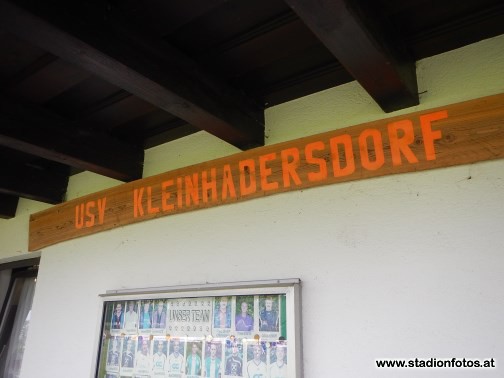 USV KLEINHADERSDORF
UNSER TEAM
www.stadionfotos.at